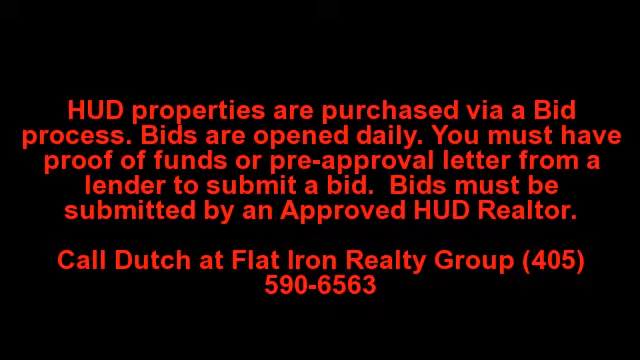 HUD properties are purchased via a Bid
process. Bids are opened daily. You must have
proof of funds or pre-approval letter from a
lender to submit a bid.  Bids must be
submitted by an Approved HUD Realtor.

Call Dutch at Flat Iron Realty Group (405)
590-6563